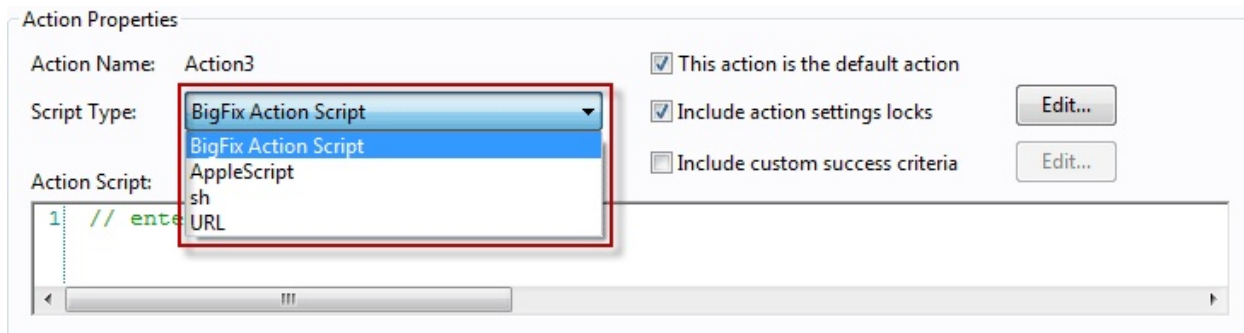 Action Properties
Action Name: Action3
This action is the default action
Script Type: BigFix Action Script
Include action settings locks
Edit...
BigFix Action Script
AppleScript
sh
URL
Include custom success criteria
Edit...
Action Script:
1 // ente